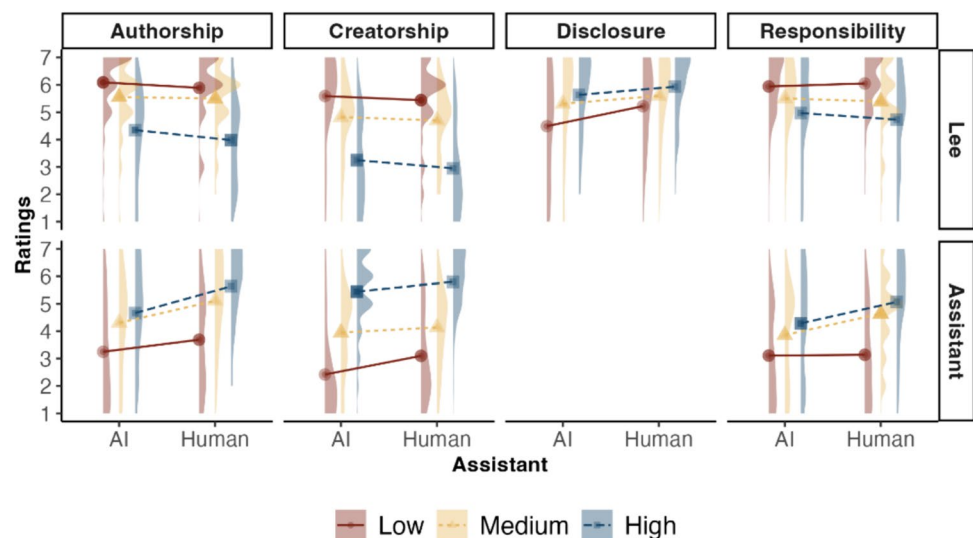 Authorship
Creatorship
Disclosure
Responsibility
Ratings
7
6
5
4
3
2
1
Lee
7
6
5
4
3
2
1
Assistant
AI Human
AI Human
AI Human
AI Human
Assistant
Low Medium High